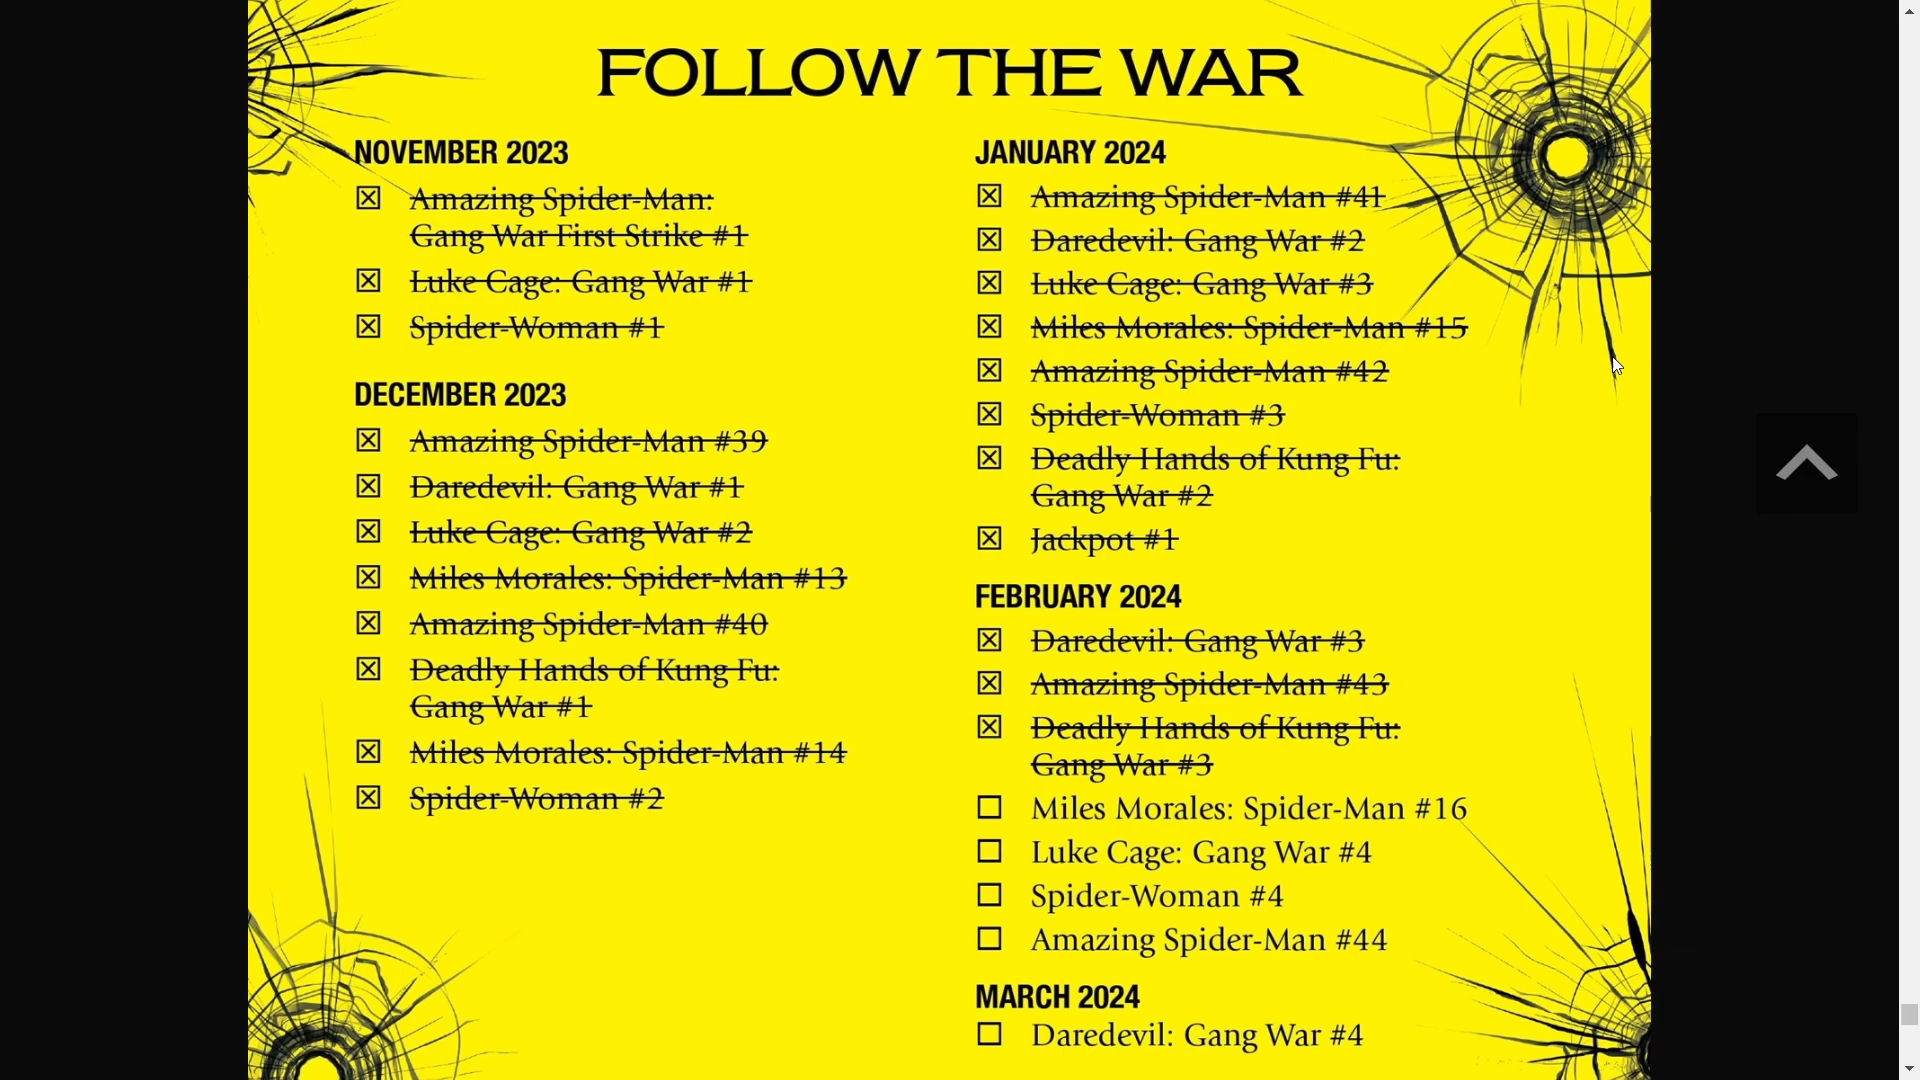 FOLLOW THE WAR
NOVEMBER 2023
Amazing Spider-Man:
Gang War First Strike #1
Luke Cage: Gang War #1
Spider-Woman #1
DECEMBER 2023
Amazing Spider-Man #39
Daredevil: Gang War #1
Luke Cage: Gang War #2
Miles Morales: Spider-Man #13
Amazing Spider-Man #40
Deadly Hands of Kung Fu:
Gang War #1
Miles Morales: Spider-Man #14
Spider-Woman #2
JANUARY 2024
Amazing Spider-Man #41
Daredevil: Gang War #2
Luke Cage: Gang War #3
Miles Morales: Spider-Man #15
Amazing Spider-Man #42
Spider-Woman #3
Deadly Hands of Kung Fu:
Gang War #2
Jackpot #1
FEBRUARY 2024
Daredevil: Gang War #3
Amazing Spider-Man #43
Deadly Hands of Kung Fu:
Gang War #3
Miles Morales: Spider-Man #16
Luke Cage: Gang War #4
Spider-Woman #4
Amazing Spider-Man #44
MARCH 2024
Daredevil: Gang War #4